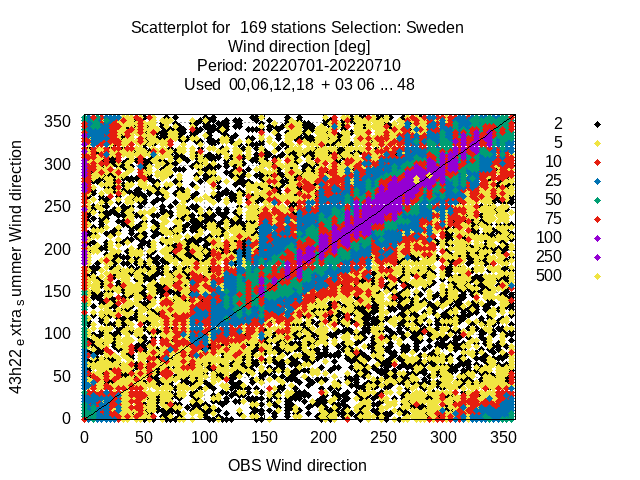 Scatterplot for 169 stations Selection: Sweden
Wind direction [deg]
Period: 20220701-20220710
Used 00,06,12,18 + 03 06 ... 48
43h22 e xtra s ummer Wind direction
350
300
250
200
150
100
50
0
0 50 100 150 200 250 300 350
OBS Wind direction
2
5
10
25
50
75
100
250
500